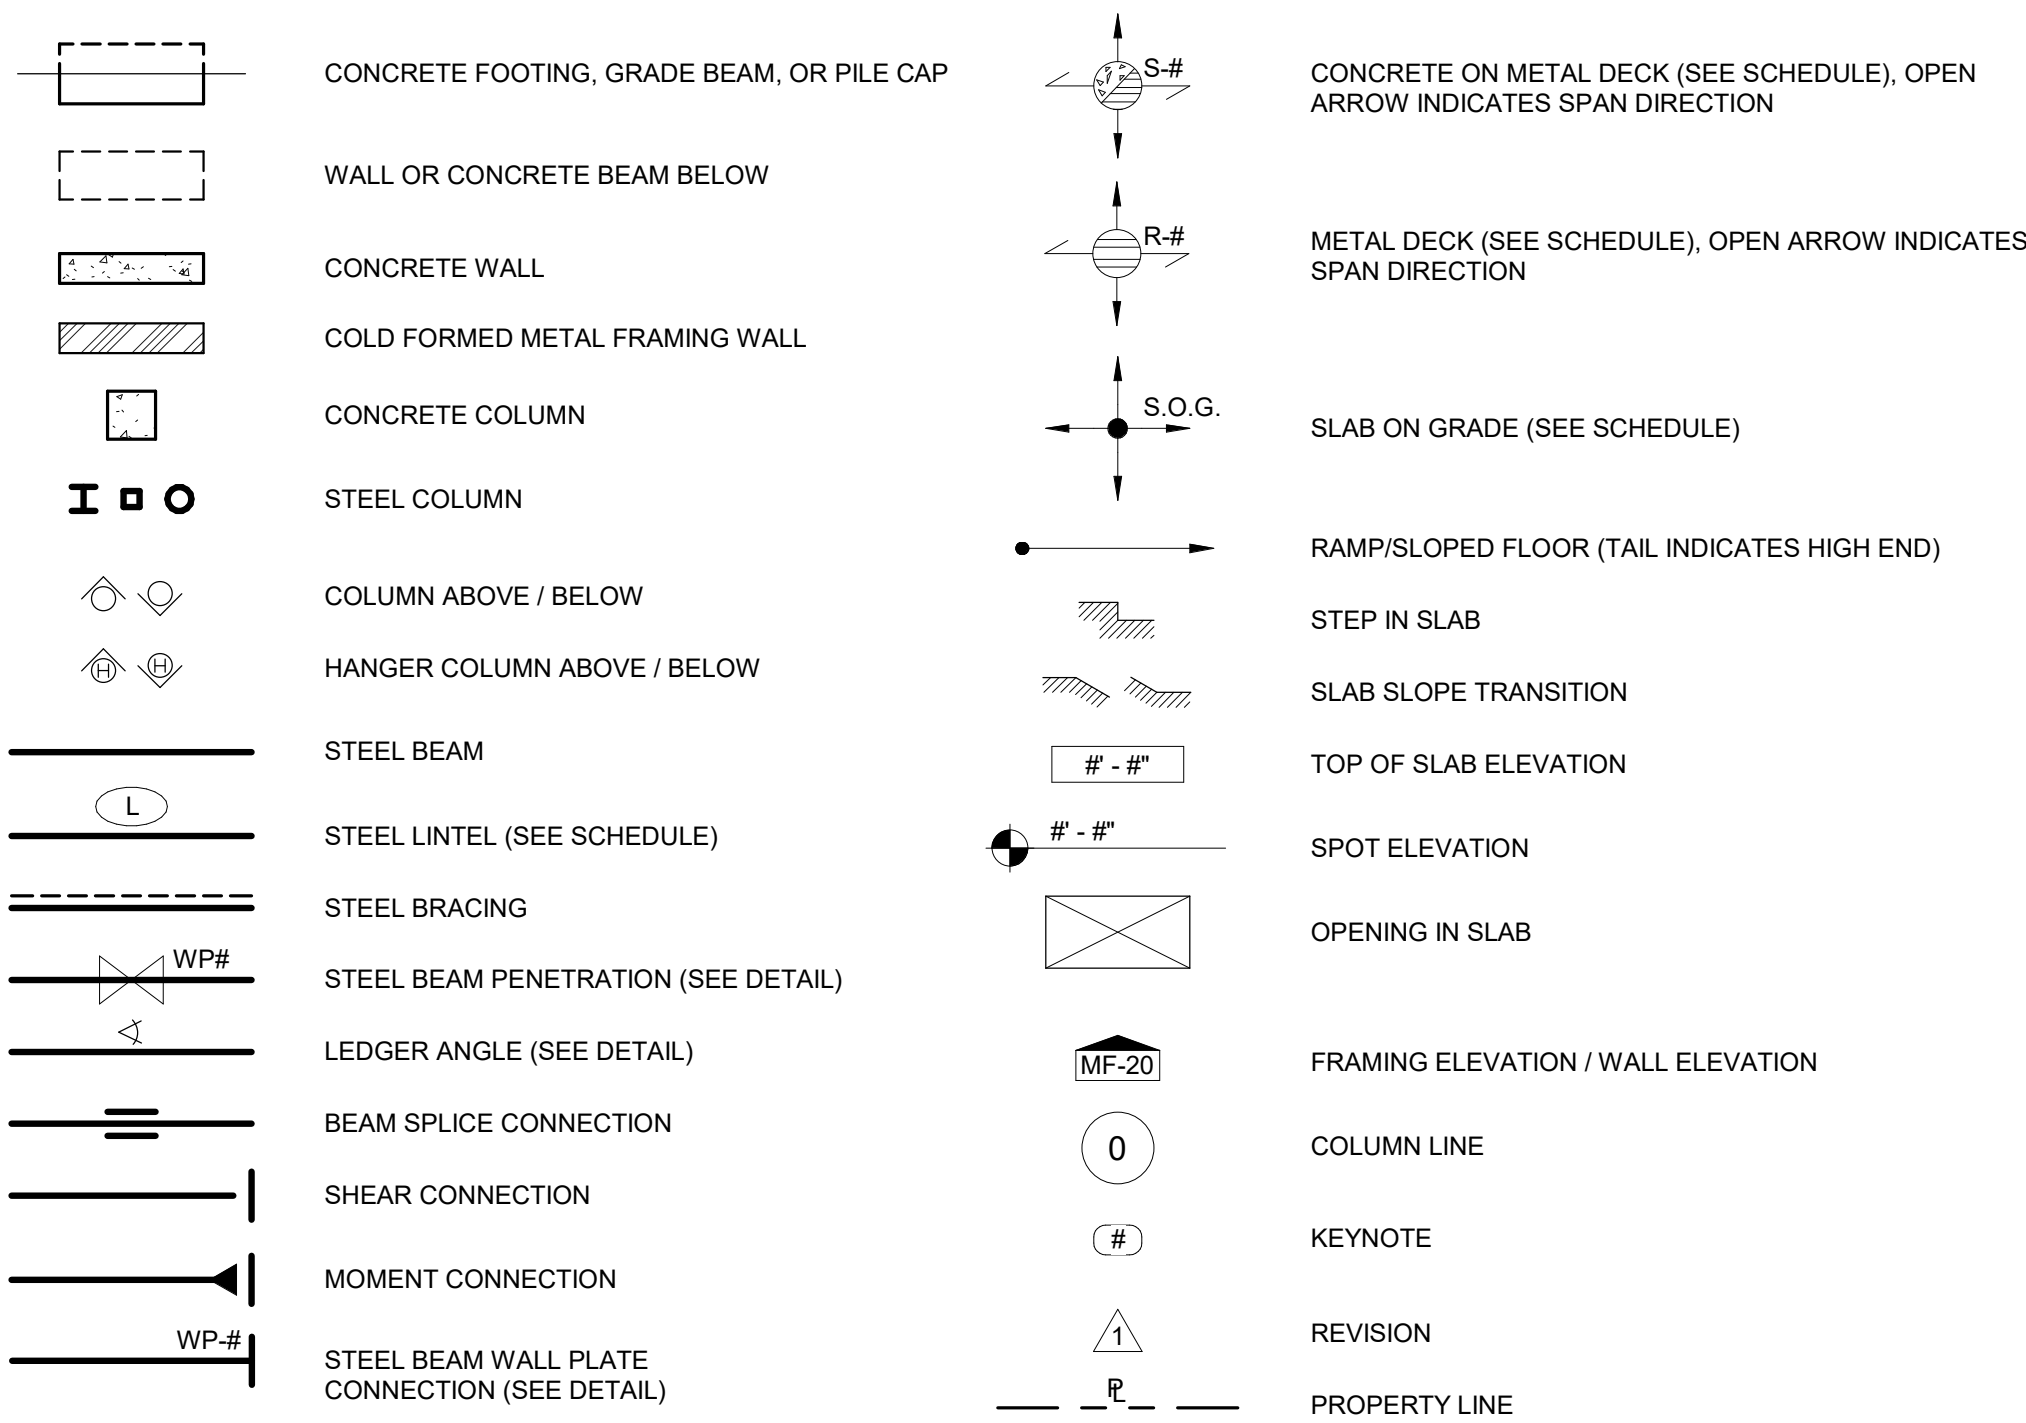 CONCRETE FOOTING, GRADE BEAM, OR PILE CAP
WALL OR CONCRETE BEAM BELOW
CONCRETE WALL
COLD FORMED METAL FRAMING WALL
CONCRETE COLUMN
STEEL COLUMN
COLUMN ABOVE / BELOW
H H
HANGER COLUMN ABOVE / BELOW
STEEL BEAM
L
STEEL LINTEL (SEE SCHEDULE)
STEEL BRACING
WP#
STEEL BEAM PENETRATION (SEE DETAIL)
LEDGER ANGLE (SEE DETAIL)
BEAM SPLICE CONNECTION
SHEAR CONNECTION
MOMENT CONNECTION
WP-#
STEEL BEAM WALL PLATE
CONNECTION (SEE DETAIL)
S-#
CONCRETE ON METAL DECK (SEE SCHEDULE), OPEN
ARROW INDICATES SPAN DIRECTION
R-#
METAL DECK (SEE SCHEDULE), OPEN ARROW INDICATES
SPAN DIRECTION
S.O.G.
SLAB ON GRADE (SEE SCHEDULE)
RAMP/SLOPED FLOOR (TAIL INDICATES HIGH END)
STEP IN SLAB
SLAB SLOPE TRANSITION
#' - #"
TOP OF SLAB ELEVATION
#' - #"
SPOT ELEVATION
OPENING IN SLAB
MF-20
FRAMING ELEVATION / WALL ELEVATION
0
COLUMN LINE
#
KEYNOTE
1
REVISION
PL
PROPERTY LINE